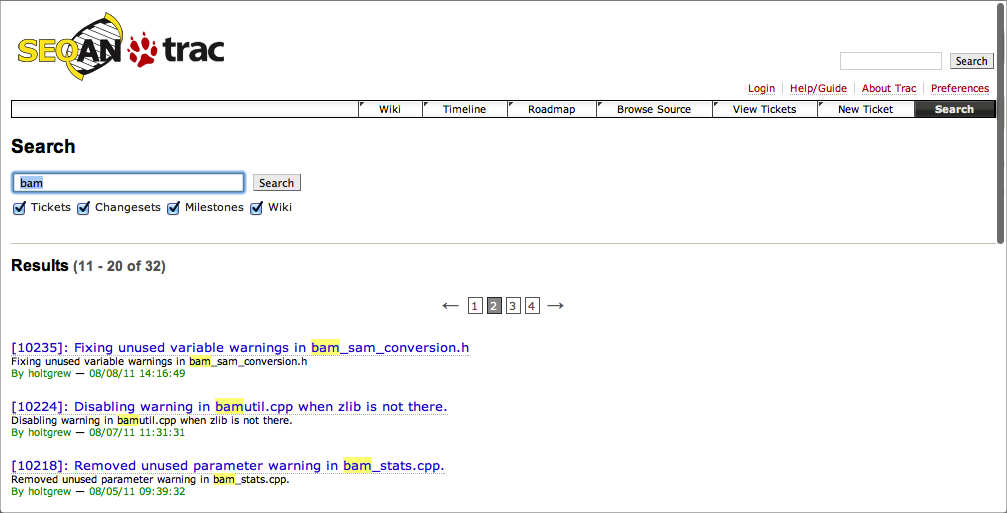 SEQAN trac
Search
Login Help/Guide About Trac Preferences
Wiki Timeline Roadmap Browse Source View Tickets New Ticket Search
Search
bam Search
Tickets Changesets Milestones Wiki
Results (11 - 20 of 32)
← 1 2 3 4 →
[10235]: Fixing unused variable warnings in bam_sam_conversion.h
Fixing unused variable warnings in bam_sam_conversion.h
By holtgrew — 08/08/11 14:16:49
[10224]: Disabling warning in bamutil.cpp when zlib is not there.
Disabling warning in bamutil.cpp when zlib is not there.
By holtgrew — 08/07/11 11:31:31
[10218]: Removed unused parameter warning in bam_stats.cpp.
Removed unused parameter warning in bam_stats.cpp.
By holtgrew — 08/05/11 09:39:32